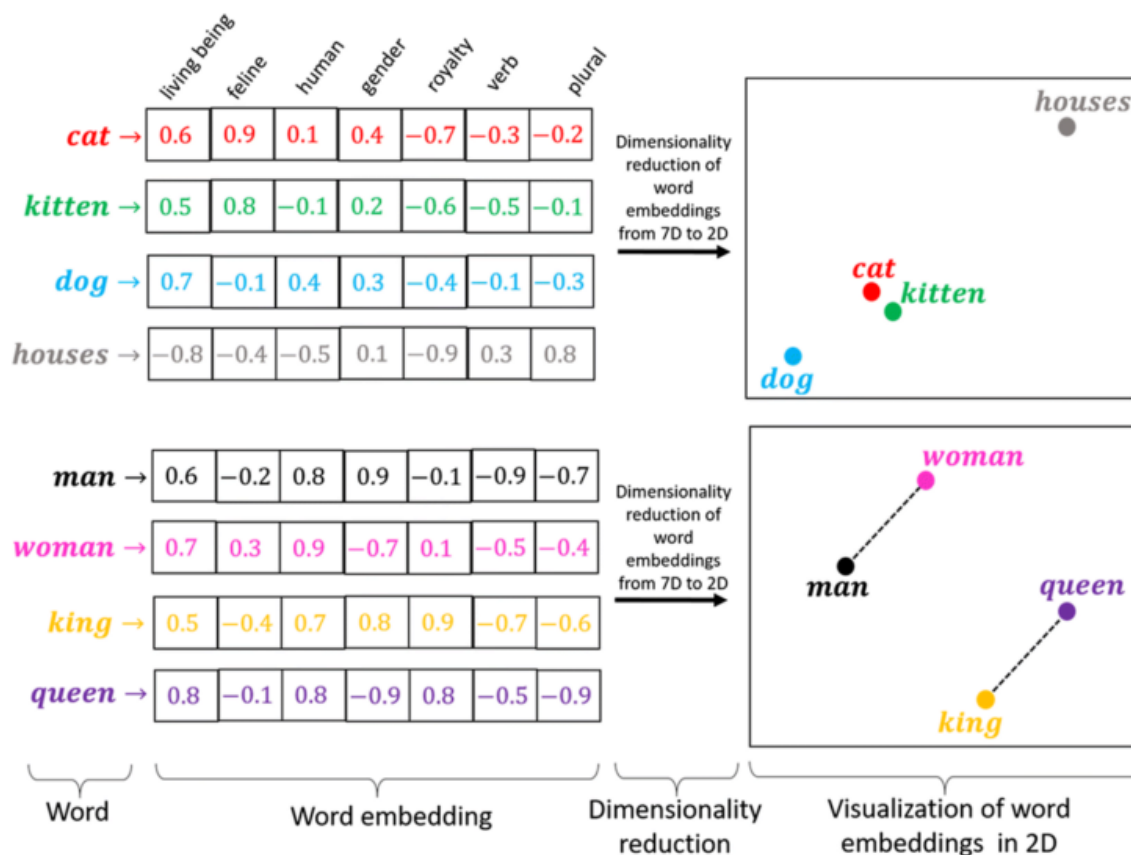 living being feline human gender royalty verb plural
cat → 0.6 0.9 0.1 0.4 −0.7 −0.3 −0.2
kitten → 0.5 0.8 −0.1 0.2 −0.6 −0.5 −0.1
dog → 0.7 −0.1 0.4 0.3 −0.4 −0.1 −0.3
houses → −0.8 −0.4 −0.5 0.1 −0.9 0.3 0.8
Dimensionality
reduction of
word
embeddings
from 7D to 2D
houses
cat
kitten
dog
man → 0.6 −0.2 0.8 0.9 −0.1 −0.9 −0.7
woman → 0.7 0.3 0.9 −0.7 0.1 −0.5 −0.4
king → 0.5 −0.4 0.7 0.8 0.9 −0.7 −0.6
queen → 0.8 −0.1 0.8 −0.9 0.8 −0.5 −0.9
Dimensionality
reduction of
word
embeddings
from 7D to 2D
woman
man
queen
king
Word
Word embedding
Dimensionality
reduction
Visualization of word
embeddings in 2D